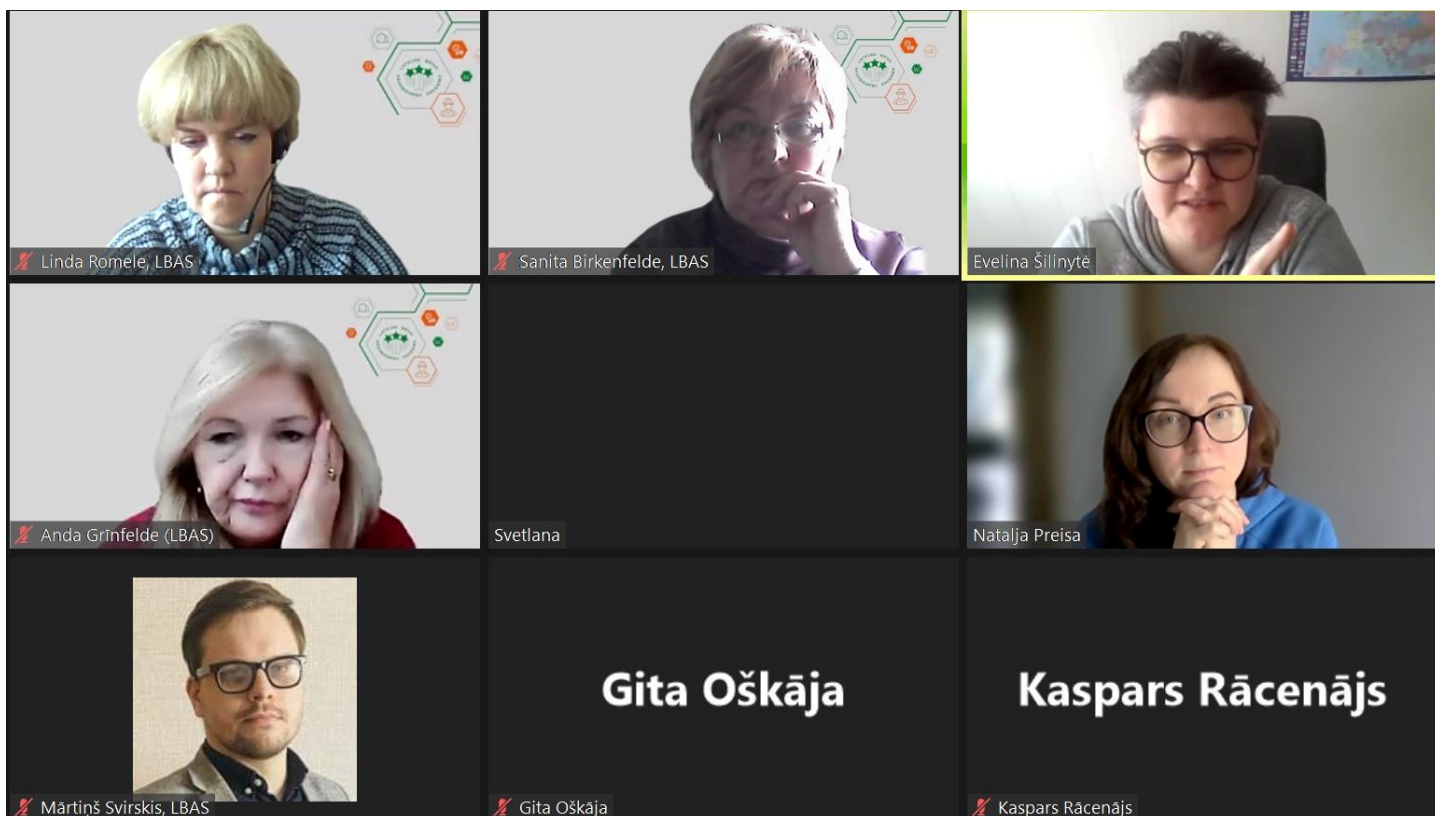 Linda Romele, LBAS
Sanita Birkenfelde, LBAS
Evelina Šilinytė
Anda Grīnfelde (LBAS)
Svetlana
Natalja Preisa
Mārtiņš Svirskis, LBAS
Gita Oškāja
Gita Oškāja
Kaspars Rācenājs
Kaspars Rācenājs